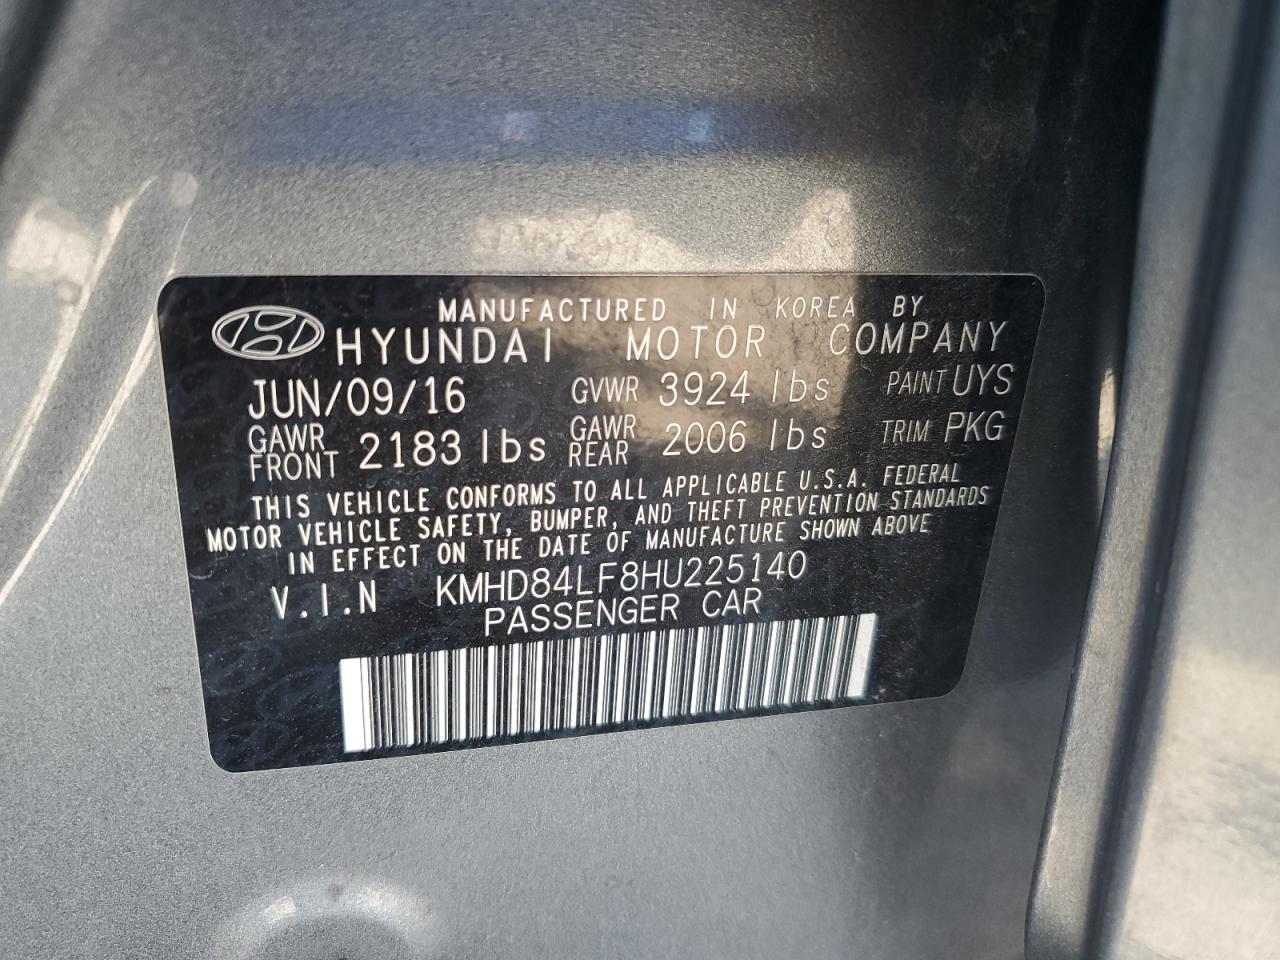 MANUFACTURED IN KOREA BY
HYUNDAI MOTOR COMPANY
JUN/09/16 GVWR 3924 lbs PAINT UYS
GAWR FRONT 2183 lbs GAWR REAR 2006 lbs TRIM PKG
THIS VEHICLE CONFORMS TO ALL APPLICABLE U.S.A. FEDERAL
MOTOR VEHICLE SAFETY, BUMPER, AND THEFT PREVENTION STANDARDS
IN EFFECT ON THE DATE OF MANUFACTURE SHOWN ABOVE
V.I.N KMHD84LF8HU225140
PASSENGER CAR